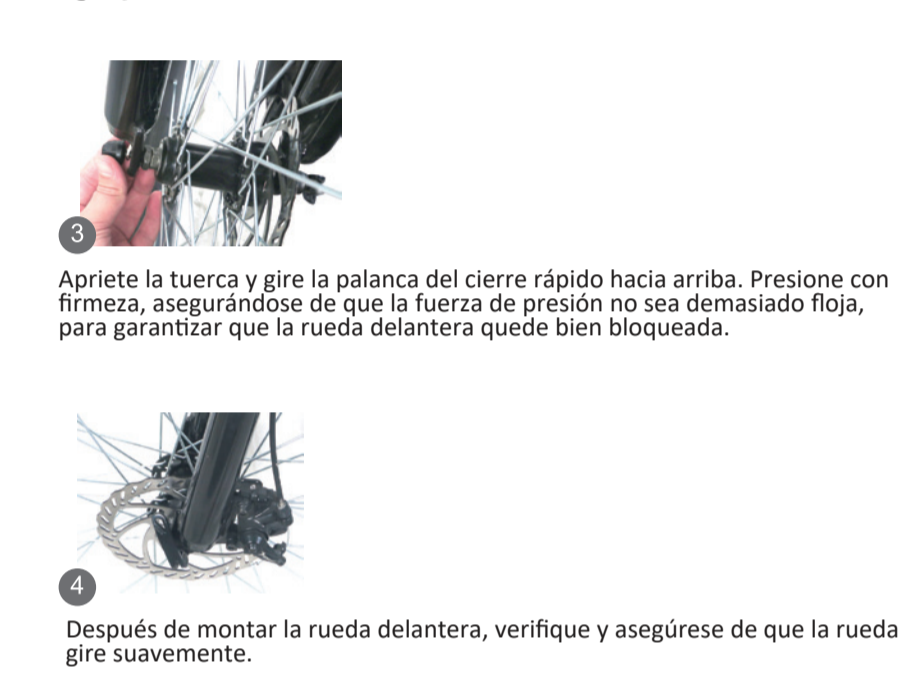 3
Apriete la tuerca y gire la palanca del cierre rápido hacia arriba. Presione con
firmeza, asegurándose de que la fuerza de presión no sea demasiado floja,
para garantizar que la rueda delantera quede bien bloqueada.
4
Después de montar la rueda delantera, verifique y asegúrese de que la rueda
gire suavemente.